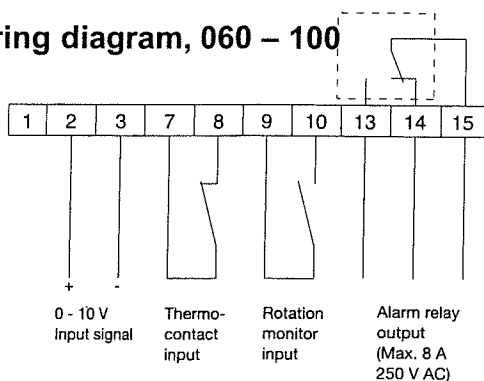 ring diagram, 060 – 100
1 2 3 7 8 9 10 13 14 15
+ -
0 - 10 V
Input signal
Thermo-
contact
input
Rotation
monitor
input
Alarm relay
output
(Max. 8 A
250 V AC)